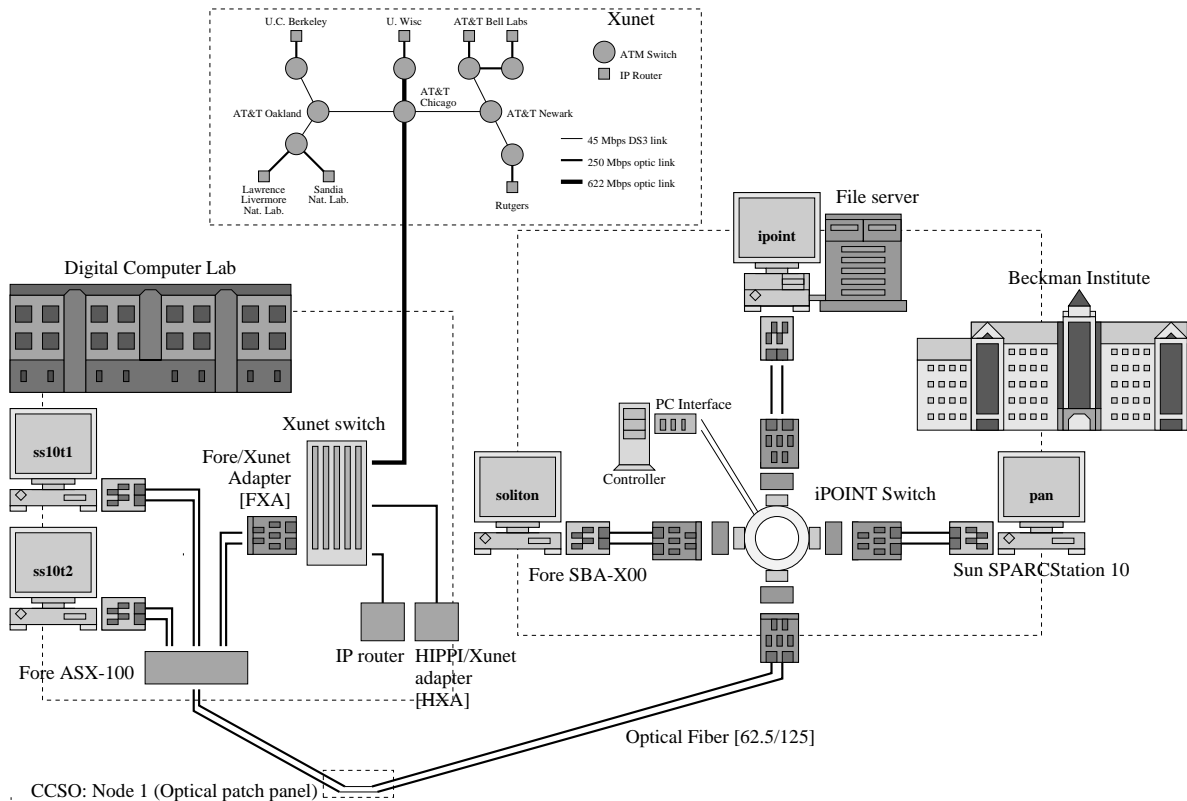 U.C. Berkeley
U. Wisc
AT&T Bell Labs
Xunet
ATM Switch
IP Router
AT&T Oakland
AT&T
Chicago
AT&T Newark
45 Mbps DS3 link
250 Mbps optic link
622 Mbps optic link
Lawrence
Livermore
Nat. Lab.
Sandia
Nat. Lab.
Rutgers
File server
ipoint
Digital Computer Lab
Beckman Institute
PC Interface
Controller
ss10t1
Xunet switch
Fore/Xunet
Adapter
[FXA]
soliton
iPOINT Switch
pan
ss10t2
Fore SBA-X00
Sun SPARCStation 10
Fore ASX-100
IP router
HIPPI/Xunet
adapter
[HXA]
Optical Fiber [62.5/125]
CCSO: Node 1 (Optical patch panel)